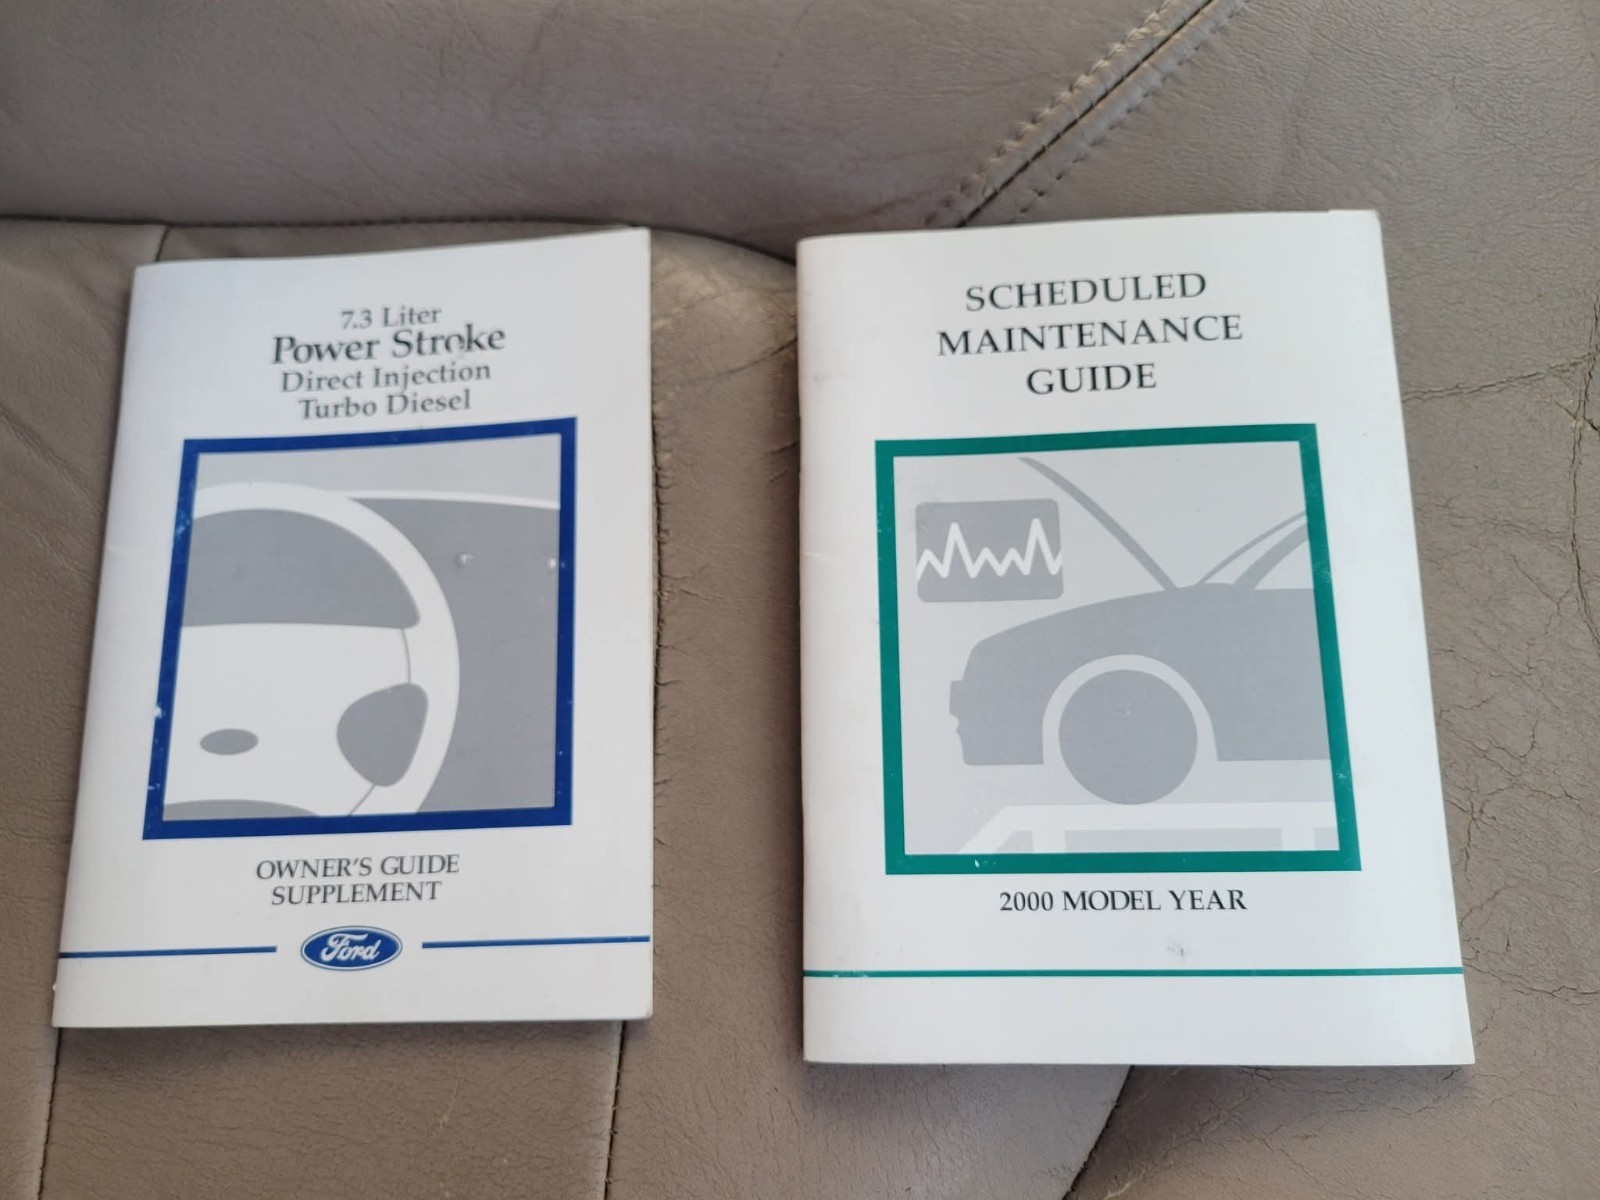 7.3 Liter
Power Stroke
Direct Injection
Turbo Diesel
OWNER'S GUIDE
SUPPLEMENT
Ford
SCHEDULED
MAINTENANCE
GUIDE
2000 MODEL YEAR